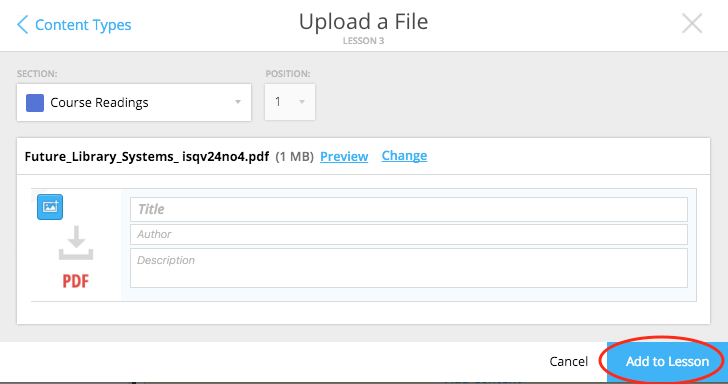 Content Types
Upload a File
LESSON 3
SECTION:
POSITION:
Course Readings
1
Future_Library_Systems_ isqv24no4.pdf (1 MB) Preview Change
Title
Author
PDF
Description
Cancel
Add to Lesson